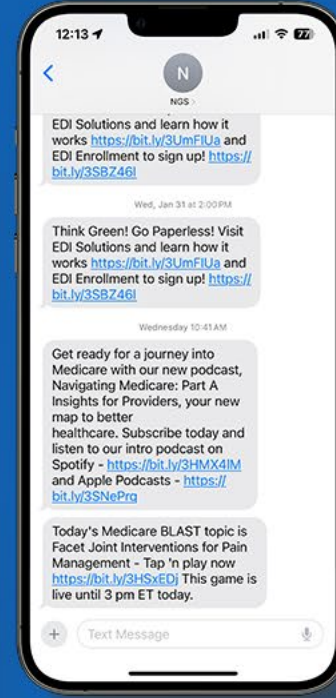 12:13
77
N
NGS
EDI Solutions and learn how it
works https://bit.ly/3UmFlUa and
EDI Enrollment to sign up! https://
bit.ly/3SBZ46l
Wed, Jan 31 at 2:00 PM
Think Green! Go Paperless! Visit
EDI Solutions and learn how it
works https://bit.ly/3UmFlUa and
EDI Enrollment to sign up! https://
bit.ly/3SBZ46l
Wednesday 10:41 AM
Get ready for a journey into
Medicare with our new podcast,
Navigating Medicare: Part A
Insights for Providers, your new
map to better
healthcare. Subscribe today and
listen to our intro podcast on
Spotify - https://bit.ly/3HMX4lM
and Apple Podcasts - https://
bit.ly/3SNePrq
Today's Medicare BLAST topic is
Facet Joint Interventions for Pain
Management - Tap 'n play now
https://bit.ly/3HSxEDj This game is
live until 3 pm ET today.
Text Message